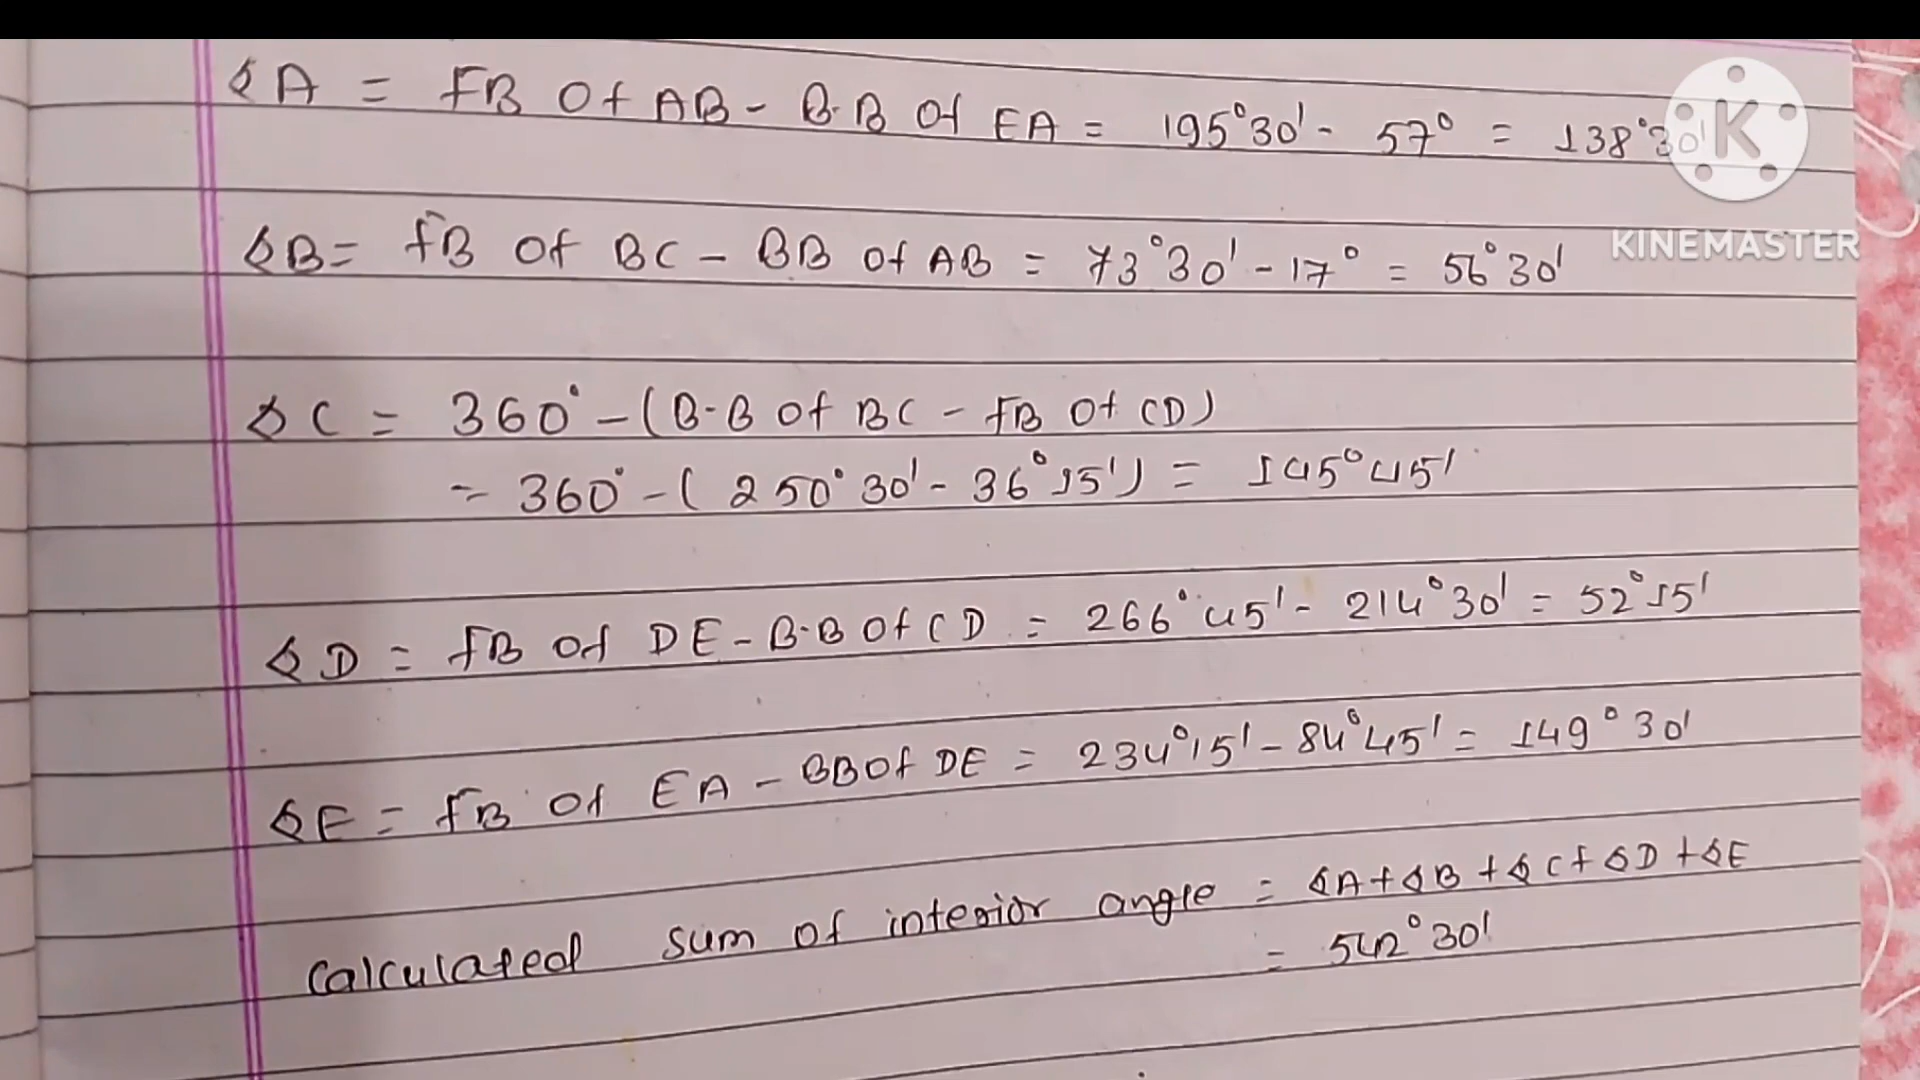 ∠A = FB Of AB - B.B Of EA = 195°30' - 57° = 138°30'
K
KINEMASTER
∠B = fB of BC - BB of AB = 73°30' - 17° = 56°30'
∠C = 360° - (B.B Of BC - fB Of CD)
= 360° - (250°30' - 36°15') = 145°45'
∠D = fB of DE - B.B Of CD = 266°45' - 214°30' = 52°15'
∠E = fB of EA - BB Of DE = 234°15' - 84°45' = 149°30'
Calculated sum of interior angle = ∠A + ∠B + ∠C + ∠D + ∠E
= 542°30'